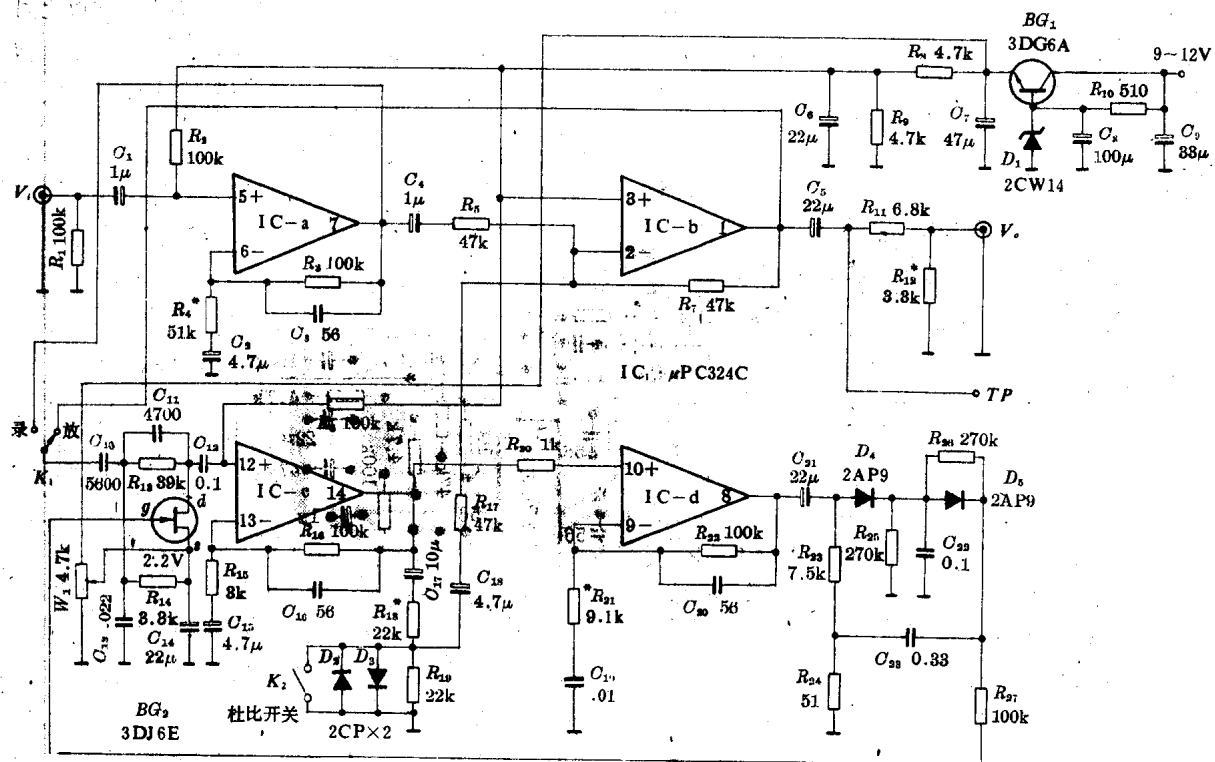 BG₁
3DG6A
9~12V
R₈ 4.7k
R₁₀ 510
C₆
22μ
R₉
4.7k
C₇
47μ
D₁
2CW14
C₈
100μ
C₉
33μ
R₂
100k
C₁
1μ
Vᵢ
R₁ 100k
5+
IC-a
7
6−
R₃ 100k
C₃ 56
R₄*
51k
C₂
4.7μ
C₄
1μ
R₅
47k
3+
IC-b
1
2−
R₇ 47k
C₅
22μ
R₁₁ 6.8k
Vₒ
R₁₂*
3.3k
IC: μPC324C
TP
录
放
K₁
C₁₁
4700
C₁₀
5600
R₁₃ 39k
C₁₂
0.1
100k
12+
IC-c
14
13−
R₁₆ 100k
C₁₆ 56
g
d
s
2.2V
W₁ 4.7k
R₁₄
3.3k
C₁₃ .022
C₁₄
22μ
R₁₅
8k
C₁₅
4.7μ
C₁₇ 10μ
R₁₈*
22k
R₁₇
47k
C₁₈
4.7μ
K₂
D₂
D₃
R₁₉
22k
杜比开关
2CP×2
BG₂
3DJ6E
R₂₀ 1k
10+
IC-d
8
9−
R₂₂ 100k
C₂₀ 56
*R₂₁
9.1k
C₁₉
.01
C₂₁
22μ
D₄
2AP9
R₂₆ 270k
D₅
2AP9
R₂₃
7.5k
R₂₅
270k
C₂₂
0.1
C₂₃ 0.33
R₂₄
51
R₂₇
100k